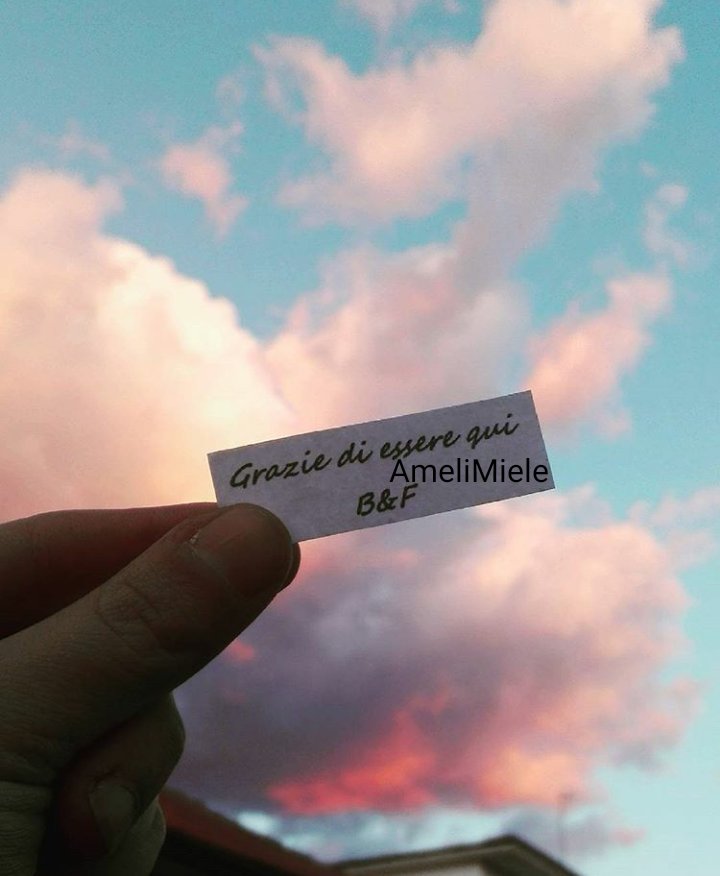 Grazie di essere qui
AmeliMiele
B&F